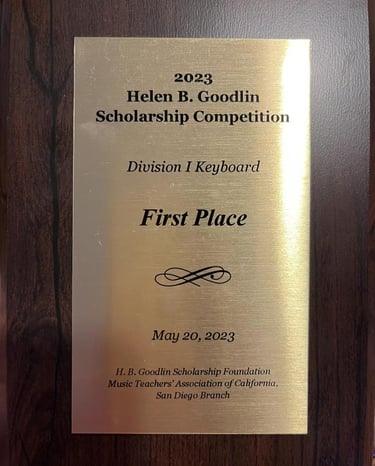 2023
Helen B. Goodlin
Scholarship Competition
Division I Keyboard
First Place
May 20, 2023
H. B. Goodlin Scholarship Foundation
Music Teachers' Association of California,
San Diego Branch